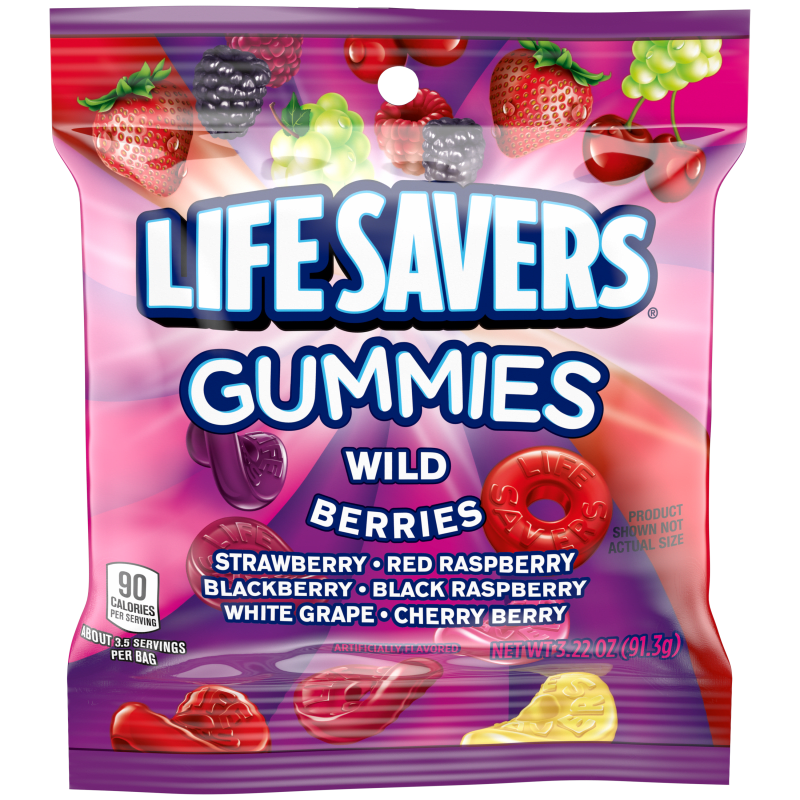 LIFE SAVERS®
GUMMIES
WILD
BERRIES
LIFE
SAVERS
PRODUCT
SHOWN NOT
ACTUAL SIZE
STRAWBERRY • RED RASPBERRY
BLACKBERRY • BLACK RASPBERRY
WHITE GRAPE • CHERRY BERRY
90
CALORIES
PER SERVING
ABOUT 3.5 SERVINGS
PER BAG
ARTIFICIALLY FLAVORED
NET WT 3.22 OZ (91.3g)